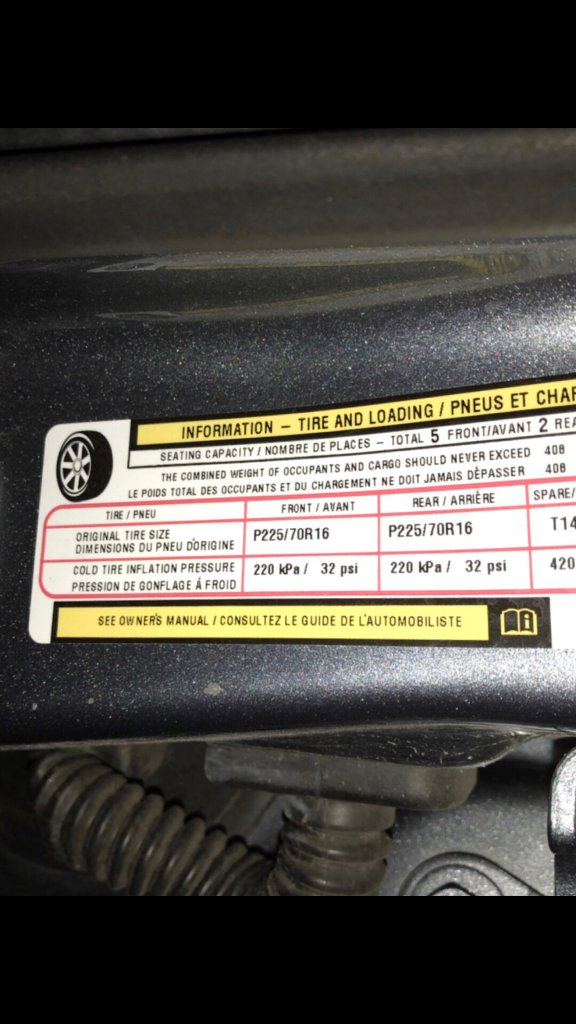 INFORMATION – TIRE AND LOADING / PNEUS ET
SEATING CAPACITY / NOMBRE DE PLACES – TOTAL 5 FRONT/AVANT 2
THE COMBINED WEIGHT OF OCCUPANTS AND CARGO SHOULD NEVER EXCEED 408
LE POIDS TOTAL DES OCCUPANTS ET DU CHARGEMENT NE DOIT JAMAIS DÉPASSER 408
TIRE / PNEU FRONT / AVANT REAR / ARRIÈRE SPARE/
ORIGINAL TIRE SIZE P225/70R16 P225/70R16
DIMENSIONS DU PNEU D'ORIGINE
COLD TIRE INFLATION PRESSURE 220 kPa / 32 psi 220 kPa / 32 psi 420
PRESSION DE GONFLAGE Á FROID
SEE OWNER'S MANUAL / CONSULTEZ LE GUIDE DE L'AUTOMOBILISTE